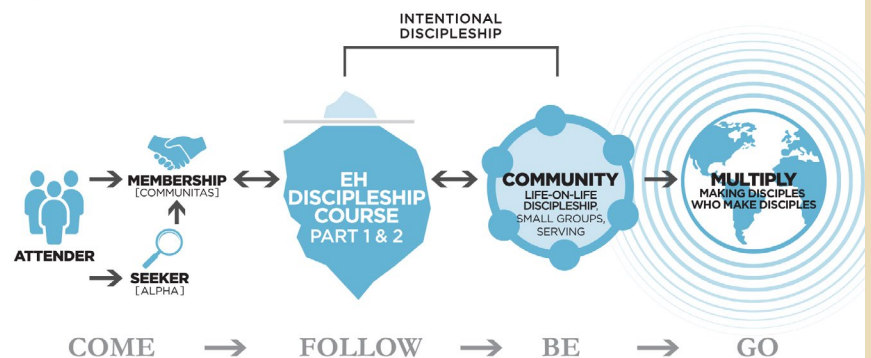 INTENTIONAL
DISCIPLESHIP
ATTENDER
MEMBERSHIP
[COMMUNITAS]
SEEKER
[ALPHA]
EH
DISCIPLESHIP
COURSE
PART 1 & 2
COMMUNITY
LIFE-ON-LIFE
DISCIPLESHIP,
SMALL GROUPS,
SERVING
MULTIPLY
MAKING DISCIPLES
WHO MAKE DISCIPLES
COME → FOLLOW → BE → GO